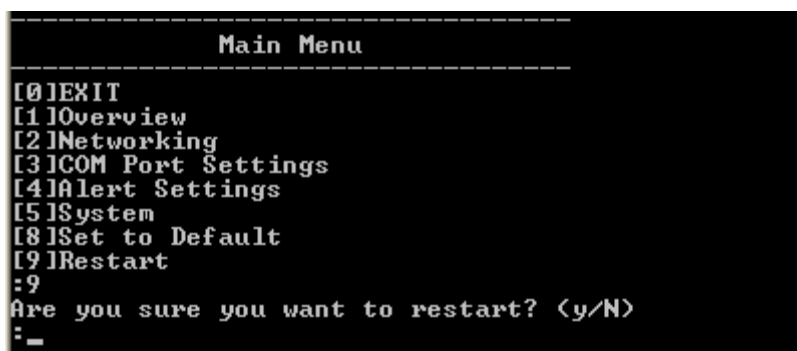 Main Menu
[0]EXIT
[1]Overview
[2]Networking
[3]COM Port Settings
[4]Alert Settings
[5]System
[8]Set to Default
[9]Restart
:9
Are you sure you want to restart? (y/N)
:_